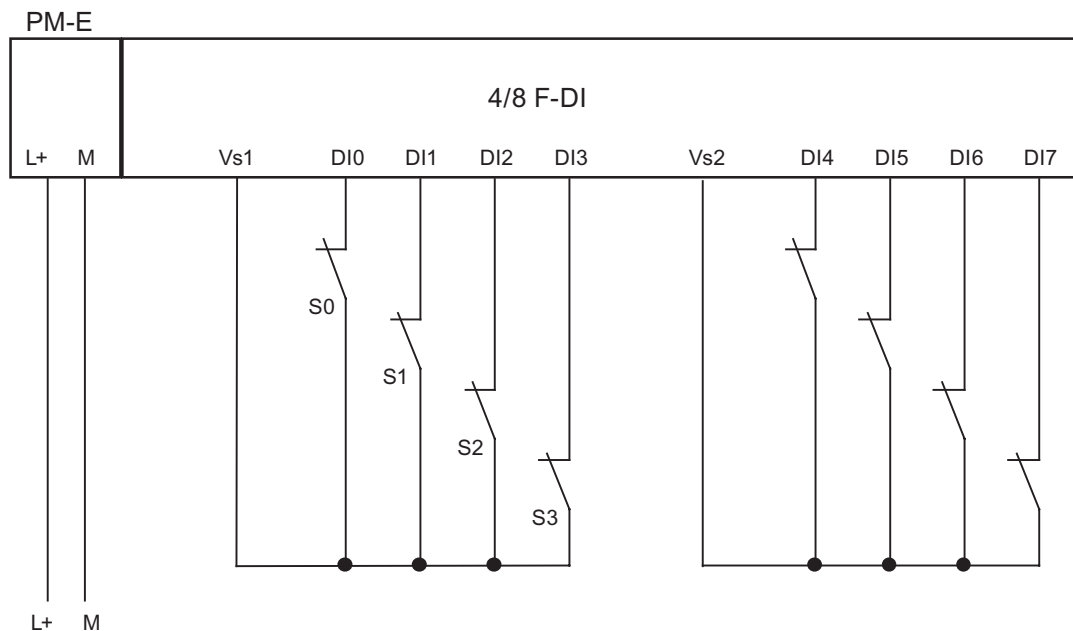 PM-E
4/8 F-DI
L+ M Vs1 DI0 DI1 DI2 DI3 Vs2 DI4 DI5 DI6 DI7
S0
S1
S2
S3
L+ M